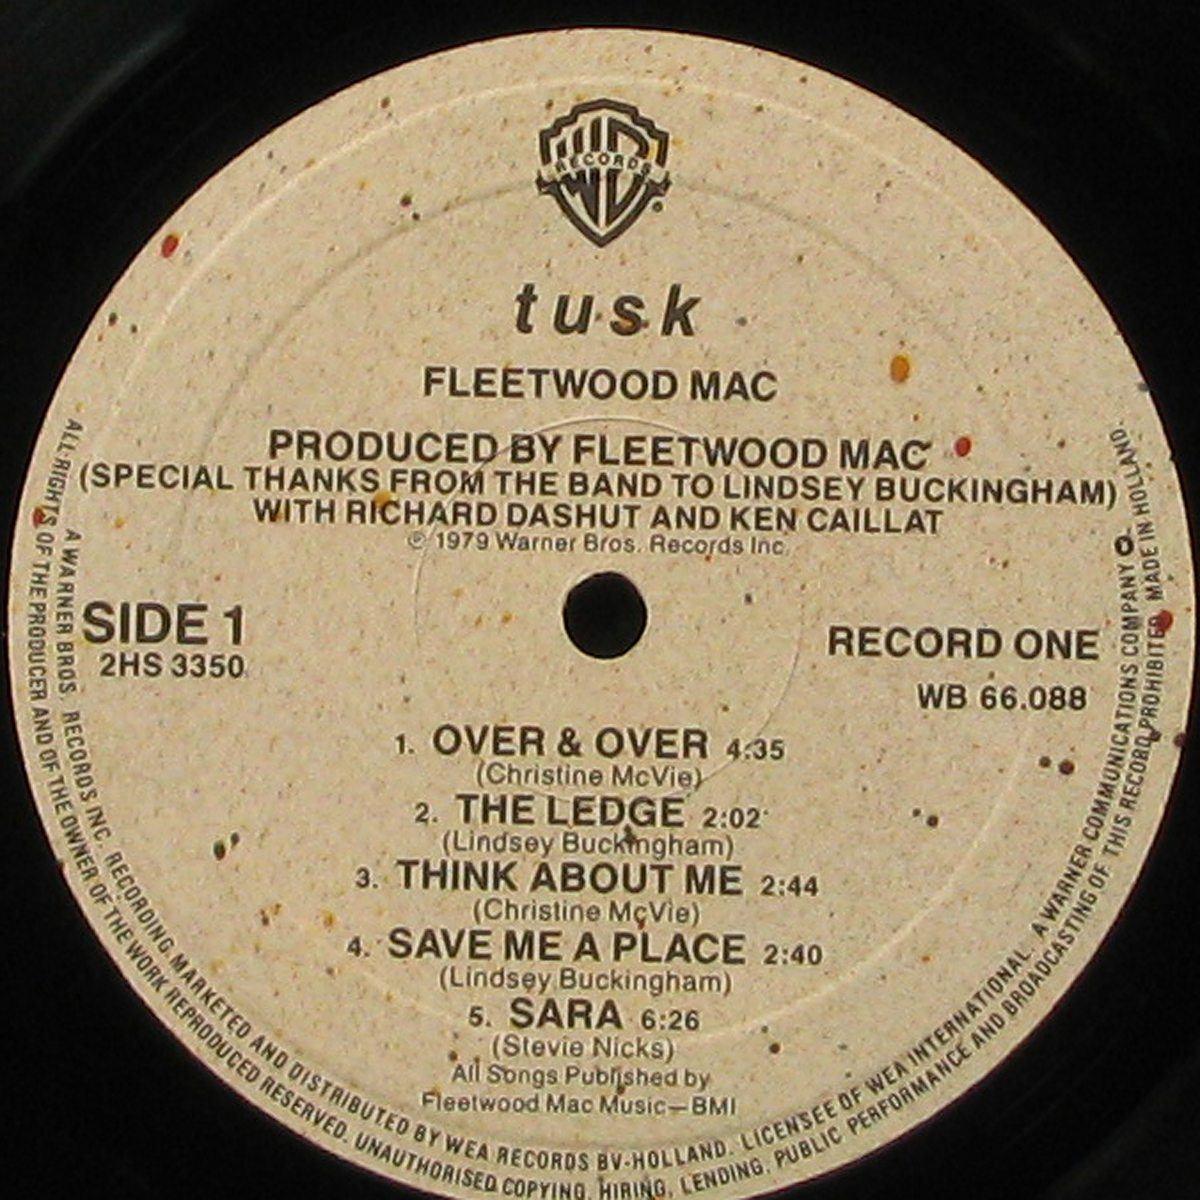 RECORDS
tusk
FLEETWOOD MAC
PRODUCED BY FLEETWOOD MAC
(SPECIAL THANKS FROM THE BAND TO LINDSEY BUCKINGHAM)
WITH RICHARD DASHUT AND KEN CAILLAT
℗ 1979 Warner Bros. Records Inc.
SIDE 1
2HS 3350
RECORD ONE
WB 66.088
1. OVER & OVER 4:35
(Christine McVie)
2. THE LEDGE 2:02
(Lindsey Buckingham)
3. THINK ABOUT ME 2:44
(Christine McVie)
4. SAVE ME A PLACE 2:40
(Lindsey Buckingham)
5. SARA 6:26
(Stevie Nicks)
All Songs Published by
Fleetwood Mac Music—BMI
A WARNER BROS. RECORDS INC. RECORDING. MARKETED AND DISTRIBUTED BY WEA RECORDS BV-HOLLAND. LICENSEE OF WEA INTERNATIONAL. A WARNER COMMUNICATIONS COMPANY
ALL RIGHTS OF THE PRODUCER AND OF THE OWNER OF THE WORK REPRODUCED RESERVED. UNAUTHORISED COPYING, HIRING, LENDING, PUBLIC PERFORMANCE AND BROADCASTING OF THIS RECORD PROHIBITED. MADE IN HOLLAND.